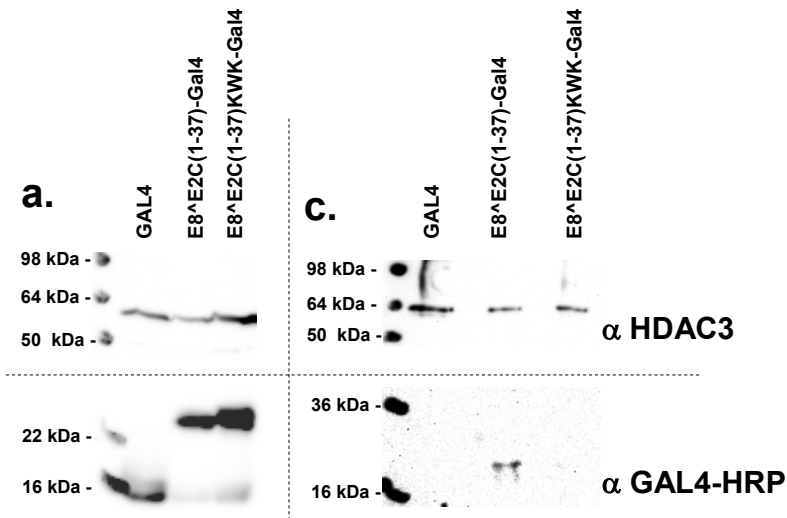 a.
GAL4
E8^E2C(1-37)-Gal4
E8^E2C(1-37)KWK-Gal4
98 kDa -
64 kDa -
50 kDa -
22 kDa -
16 kDa -
c.
GAL4
E8^E2C(1-37)-Gal4
E8^E2C(1-37)KWK-Gal4
98 kDa -
64 kDa -
50 kDa -
α HDAC3
36 kDa -
16 kDa -
α GAL4-HRP